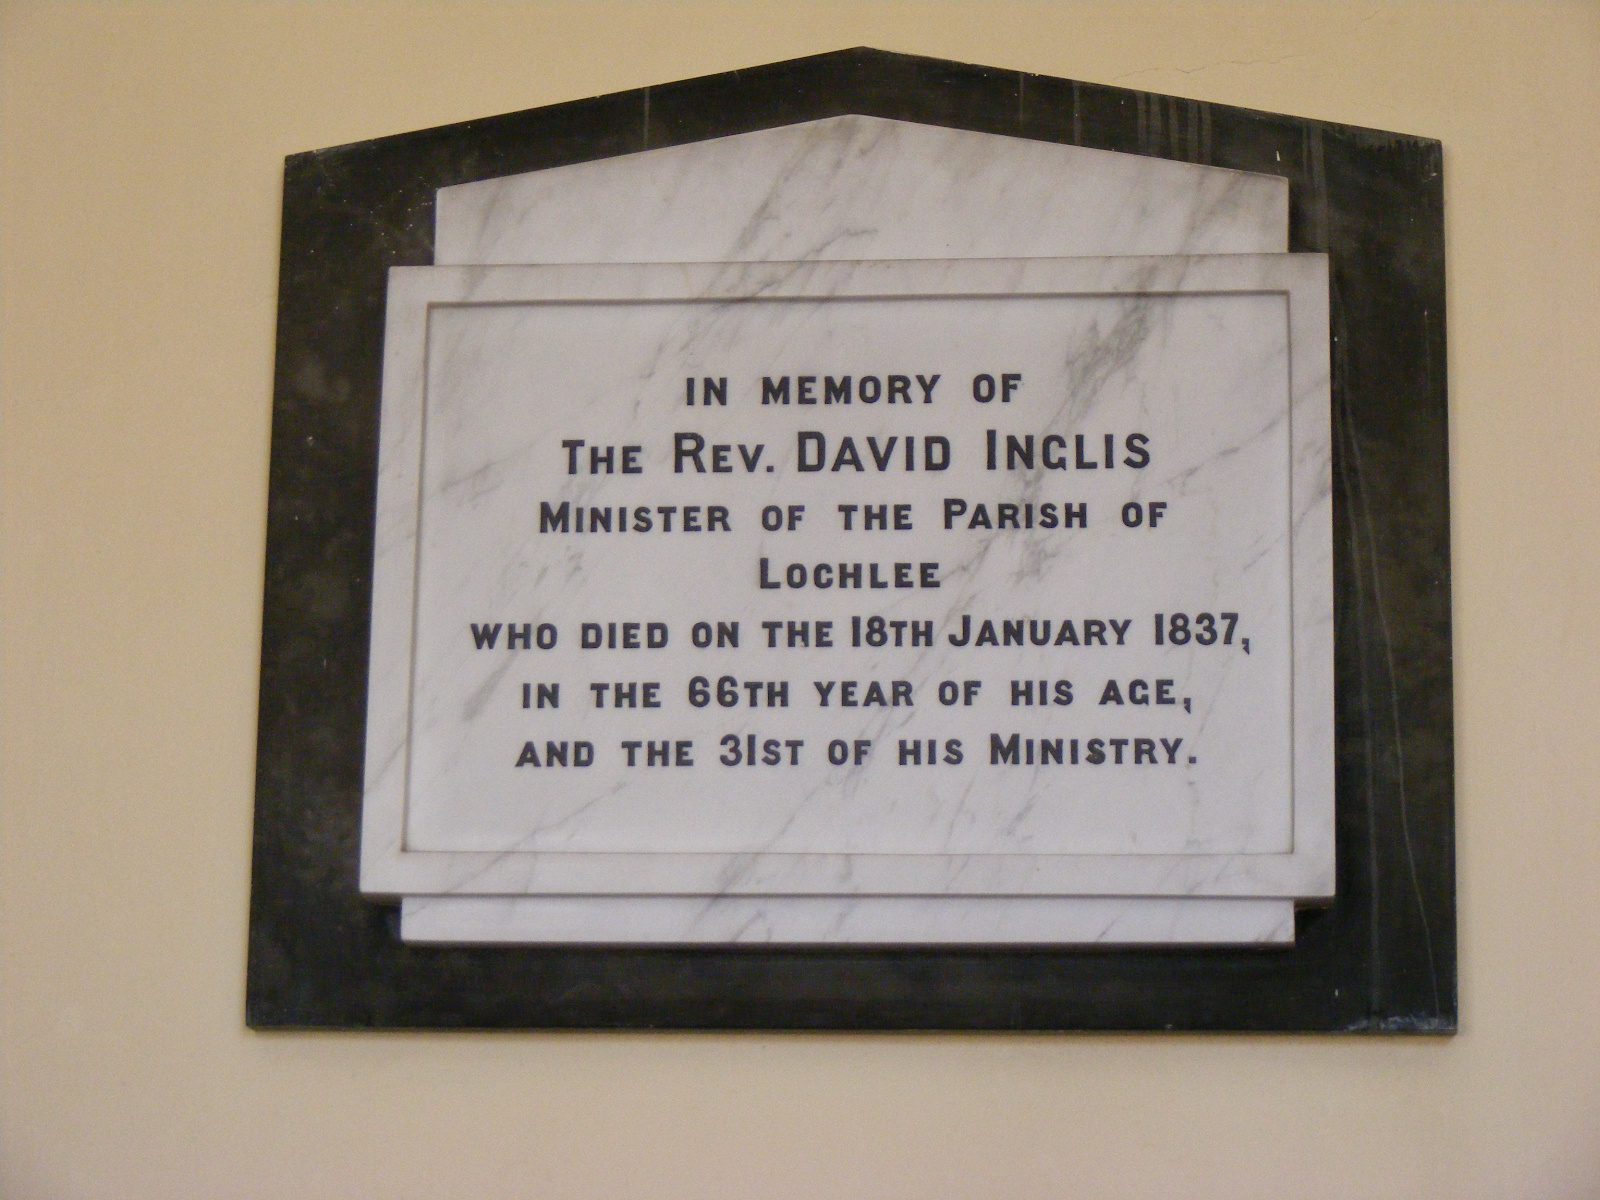 IN MEMORY OF
THE REV. DAVID INGLIS
MINISTER OF THE PARISH OF
LOCHLEE
WHO DIED ON THE 18TH JANUARY 1837,
IN THE 66TH YEAR OF HIS AGE,
AND THE 31ST OF HIS MINISTRY.